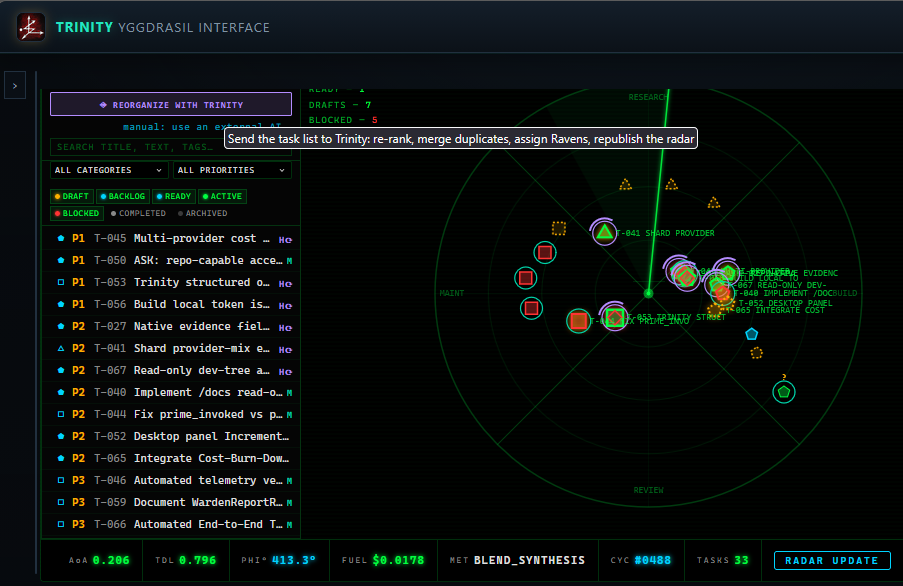 TRINITY YGGDRASIL INTERFACE
REORGANIZE WITH TRINITY
manual: use an external AI
Send the task list to Trinity: re-rank, merge duplicates, assign Ravens, republish the radar
SEARCH TITLE, TEXT, TAGS…
ALL CATEGORIES
ALL PRIORITIES
DRAFT
BACKLOG
READY
ACTIVE
BLOCKED
COMPLETED
ARCHIVED
P1 T-045 Multi-provider cost … H⟳
P1 T-050 ASK: repo-capable acce… M
P1 T-053 Trinity structured o… H⟳
P1 T-056 Build local token is… H⟳
P2 T-027 Native evidence fiel… H⟳
P2 T-041 Shard provider-mix e… H⟳
P2 T-067 Read-only dev-tree a… H⟳
P2 T-040 Implement /docs read-o… M
P2 T-044 Fix prime_invoked vs p… M
P2 T-052 Desktop panel Increment…
P2 T-065 Integrate Cost-Burn-Dow…
P3 T-046 Automated telemetry ve… M
P3 T-059 Document WardenReportR… M
P3 T-066 Automated End-to-End T… M
READY — 1
DRAFTS — 7
BLOCKED — 5
RESEARCH
MAINT
BUILD
REVIEW
T-041 SHARD PROVIDER
T-067 READ-ONLY DEV-
T-040 IMPLEMENT /DOC
T-052 DESKTOP PANEL
T-065 INTEGRATE COST
T-053 TRINITY STRUCT
T-044 FIX PRIME_INVO
AoA 0.206
TDL 0.796
PHI° 413.3°
FUEL $0.0178
MET BLEND_SYNTHESIS
CYC #0488
TASKS 33
RADAR UPDATE